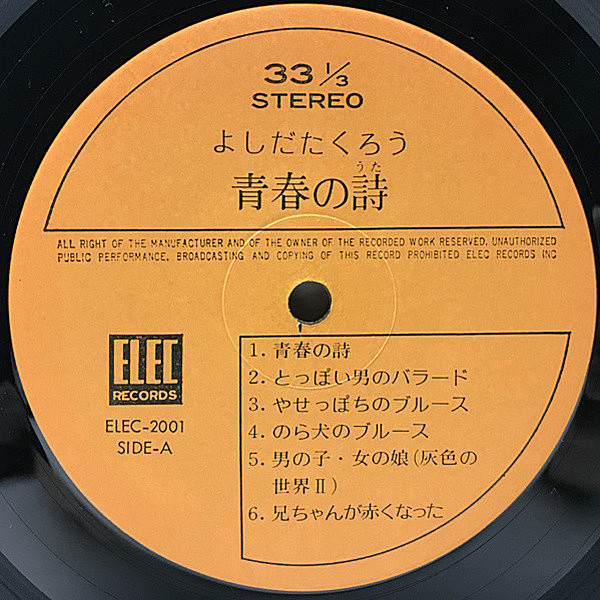 33 1/3
STEREO
よしだたくろう
うた
青春の詩
ALL RIGHT OF THE MANUFACTURER AND OF THE OWNER OF THE RECORDED WORK RESERVED. UNAUTHORIZED
PUBLIC PERFORMANCE. BROADCASTING AND COPYING OF THIS RECORD PROHIBITED ELEC RECORDS INC
ELEC
RECORDS
ELEC-2001
SIDE-A
1. 青春の詩
2. とっぽい男のバラード
3. やせっぽちのブルース
4. のら犬のブルース
5. 男の子・女の娘(灰色の
世界Ⅱ)
6. 兄ちゃんが赤くなった